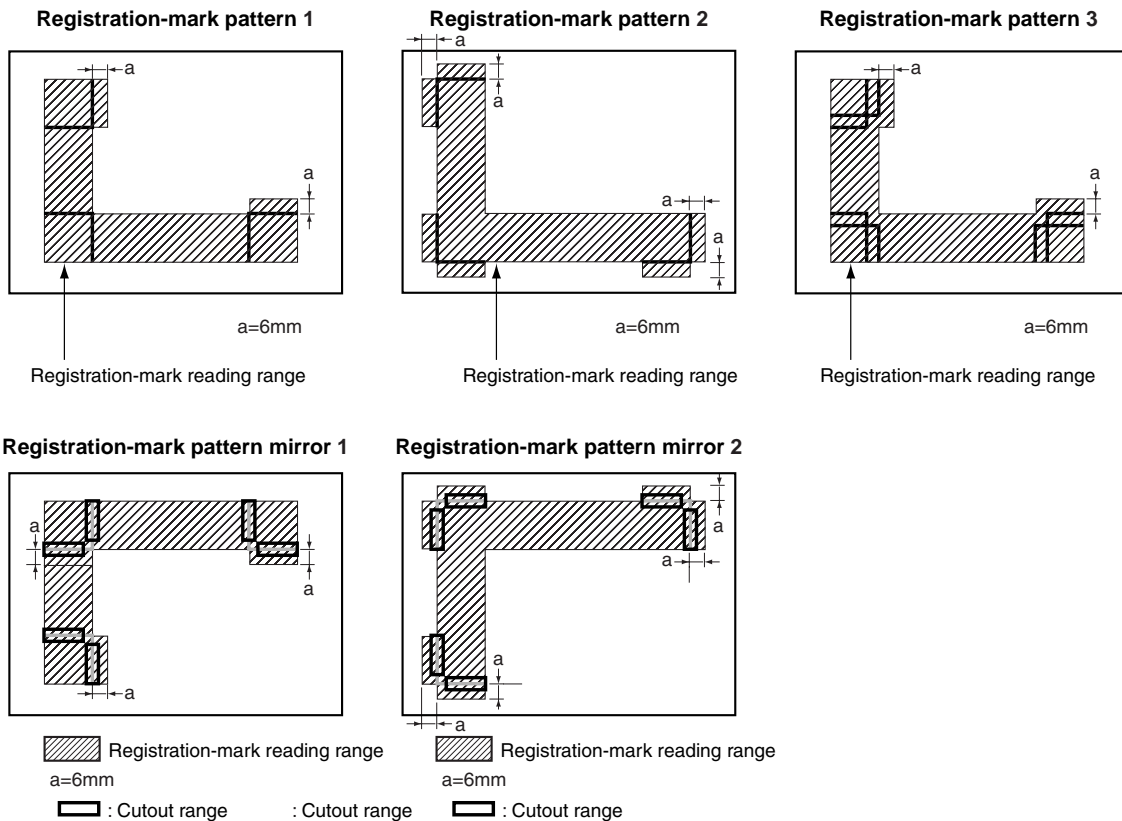 Registration-mark pattern 1
Registration-mark pattern 2
Registration-mark pattern 3
a
a
a
a
a
a
a
a
a
a=6mm
a=6mm
a=6mm
Registration-mark reading range
Registration-mark reading range
Registration-mark reading range
Registration-mark pattern mirror 1
Registration-mark pattern mirror 2
a
a
a
a
a
a
a
Registration-mark reading range
Registration-mark reading range
a=6mm
a=6mm
: Cutout range : Cutout range : Cutout range